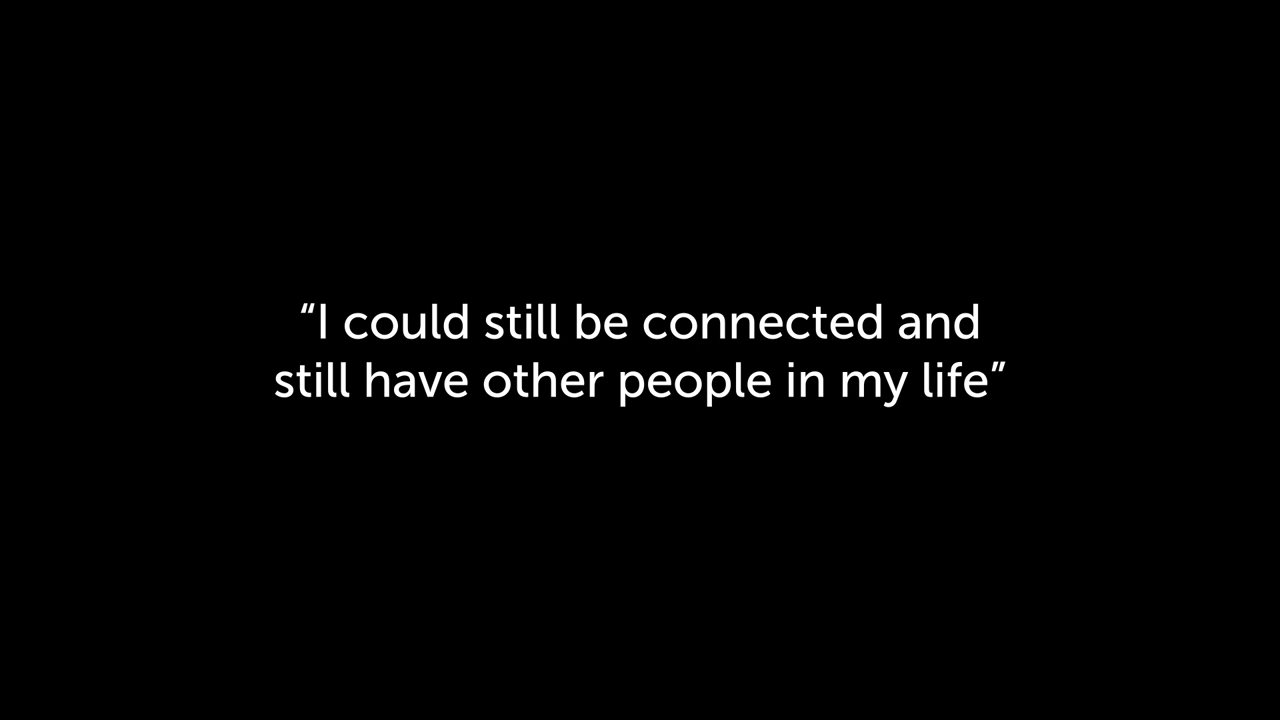 “I could still be connected and
still have other people in my life”